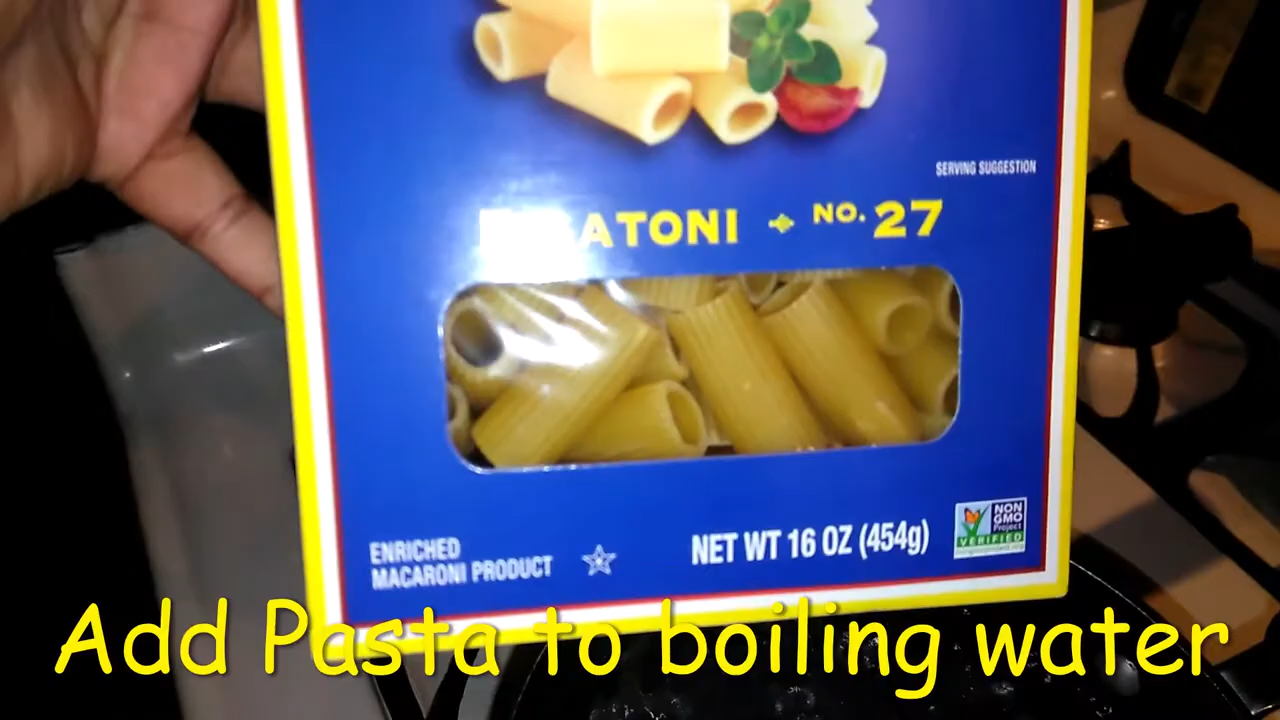 SERVING SUGGESTION
ATONI + NO. 27
ENRICHED
MACARONI PRODUCT
NET WT 16 OZ (454g)
NON
GMO
Project
VERIFIED
Add Pasta to boiling water